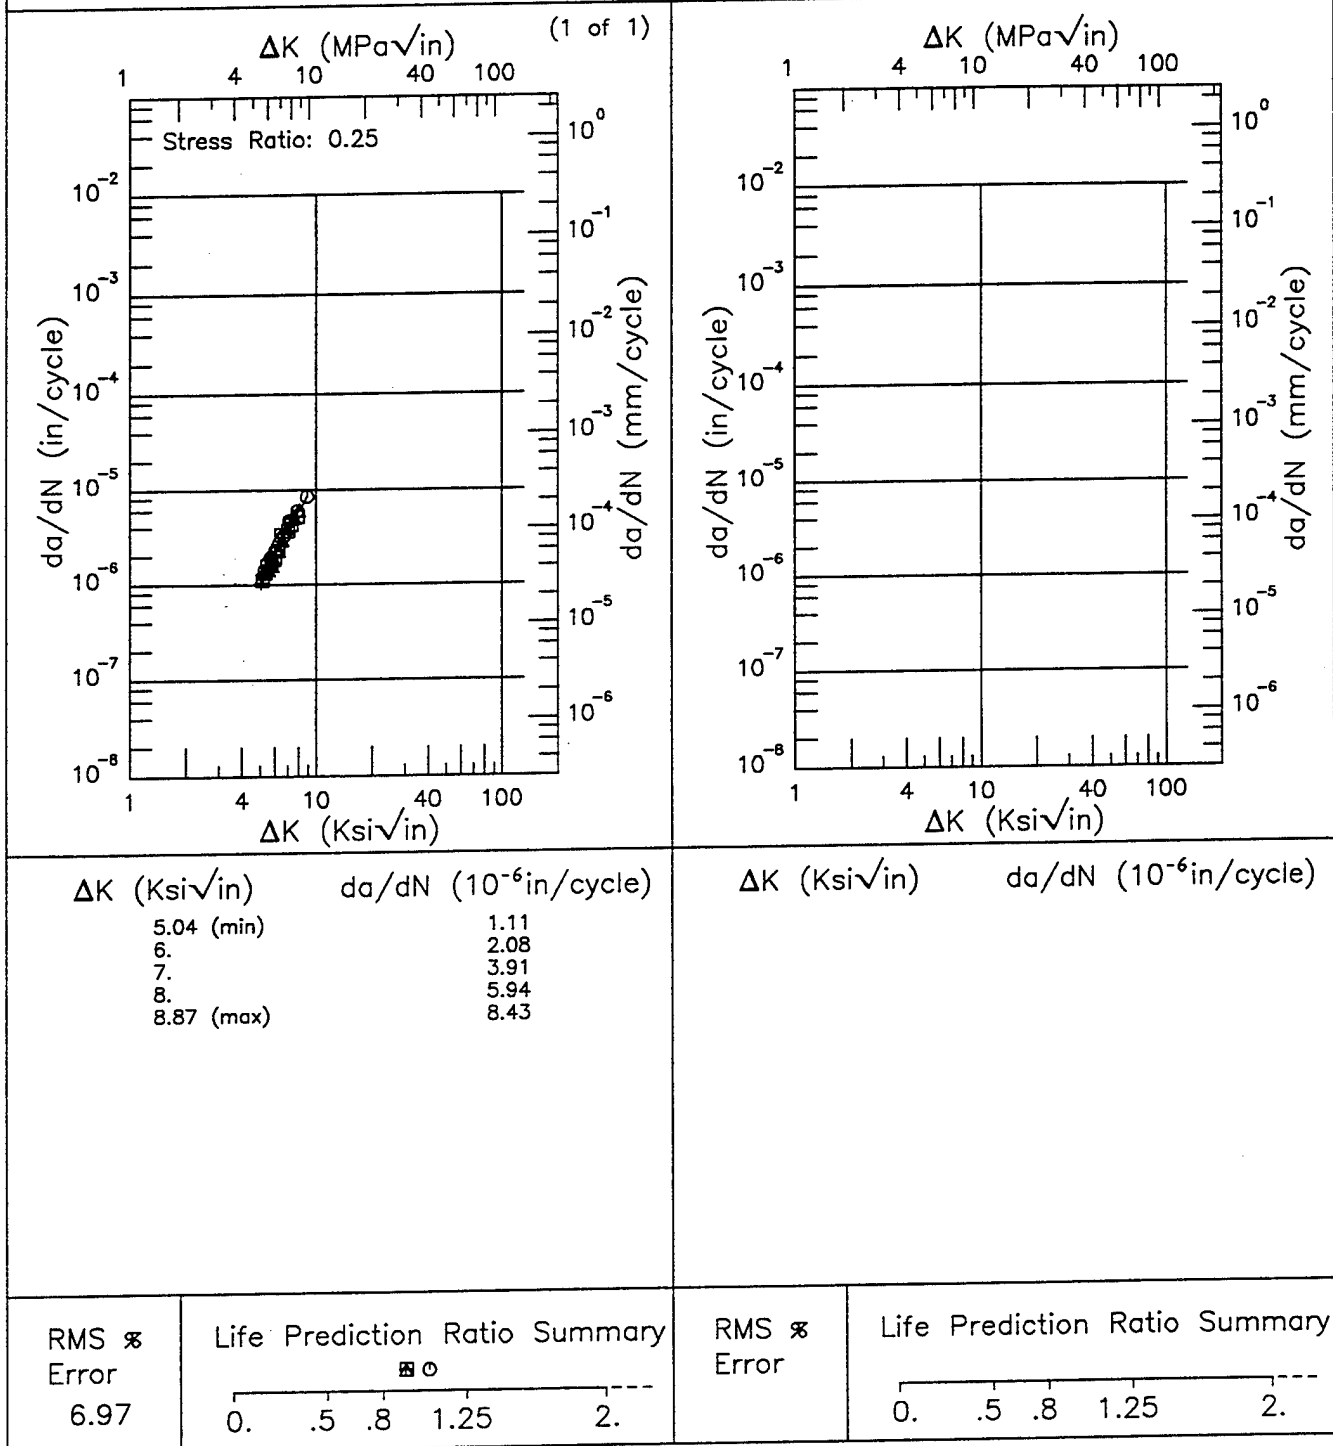 (1 of 1)
ΔK (MPa√in)
1 4 10 40 100
Stress Ratio: 0.25
da/dN (in/cycle)
10⁻²
10⁻³
10⁻⁴
10⁻⁵
10⁻⁶
10⁻⁷
10⁻⁸
10⁰
10⁻¹
10⁻²
10⁻³
10⁻⁴
10⁻⁵
10⁻⁶
da/dN (mm/cycle)
1 4 10 40 100
ΔK (Ksi√in)
ΔK (MPa√in)
1 4 10 40 100
da/dN (in/cycle)
10⁻²
10⁻³
10⁻⁴
10⁻⁵
10⁻⁶
10⁻⁷
10⁻⁸
10⁰
10⁻¹
10⁻²
10⁻³
10⁻⁴
10⁻⁵
10⁻⁶
da/dN (mm/cycle)
1 4 10 40 100
ΔK (Ksi√in)
ΔK (Ksi√in) da/dN (10⁻⁶in/cycle)
5.04 (min) 1.11
6. 2.08
7. 3.91
8. 5.94
8.87 (max) 8.43
ΔK (Ksi√in) da/dN (10⁻⁶in/cycle)
RMS %
Error
6.97
Life Prediction Ratio Summary
0. .5 .8 1.25 2.
RMS %
Error
Life Prediction Ratio Summary
0. .5 .8 1.25 2.